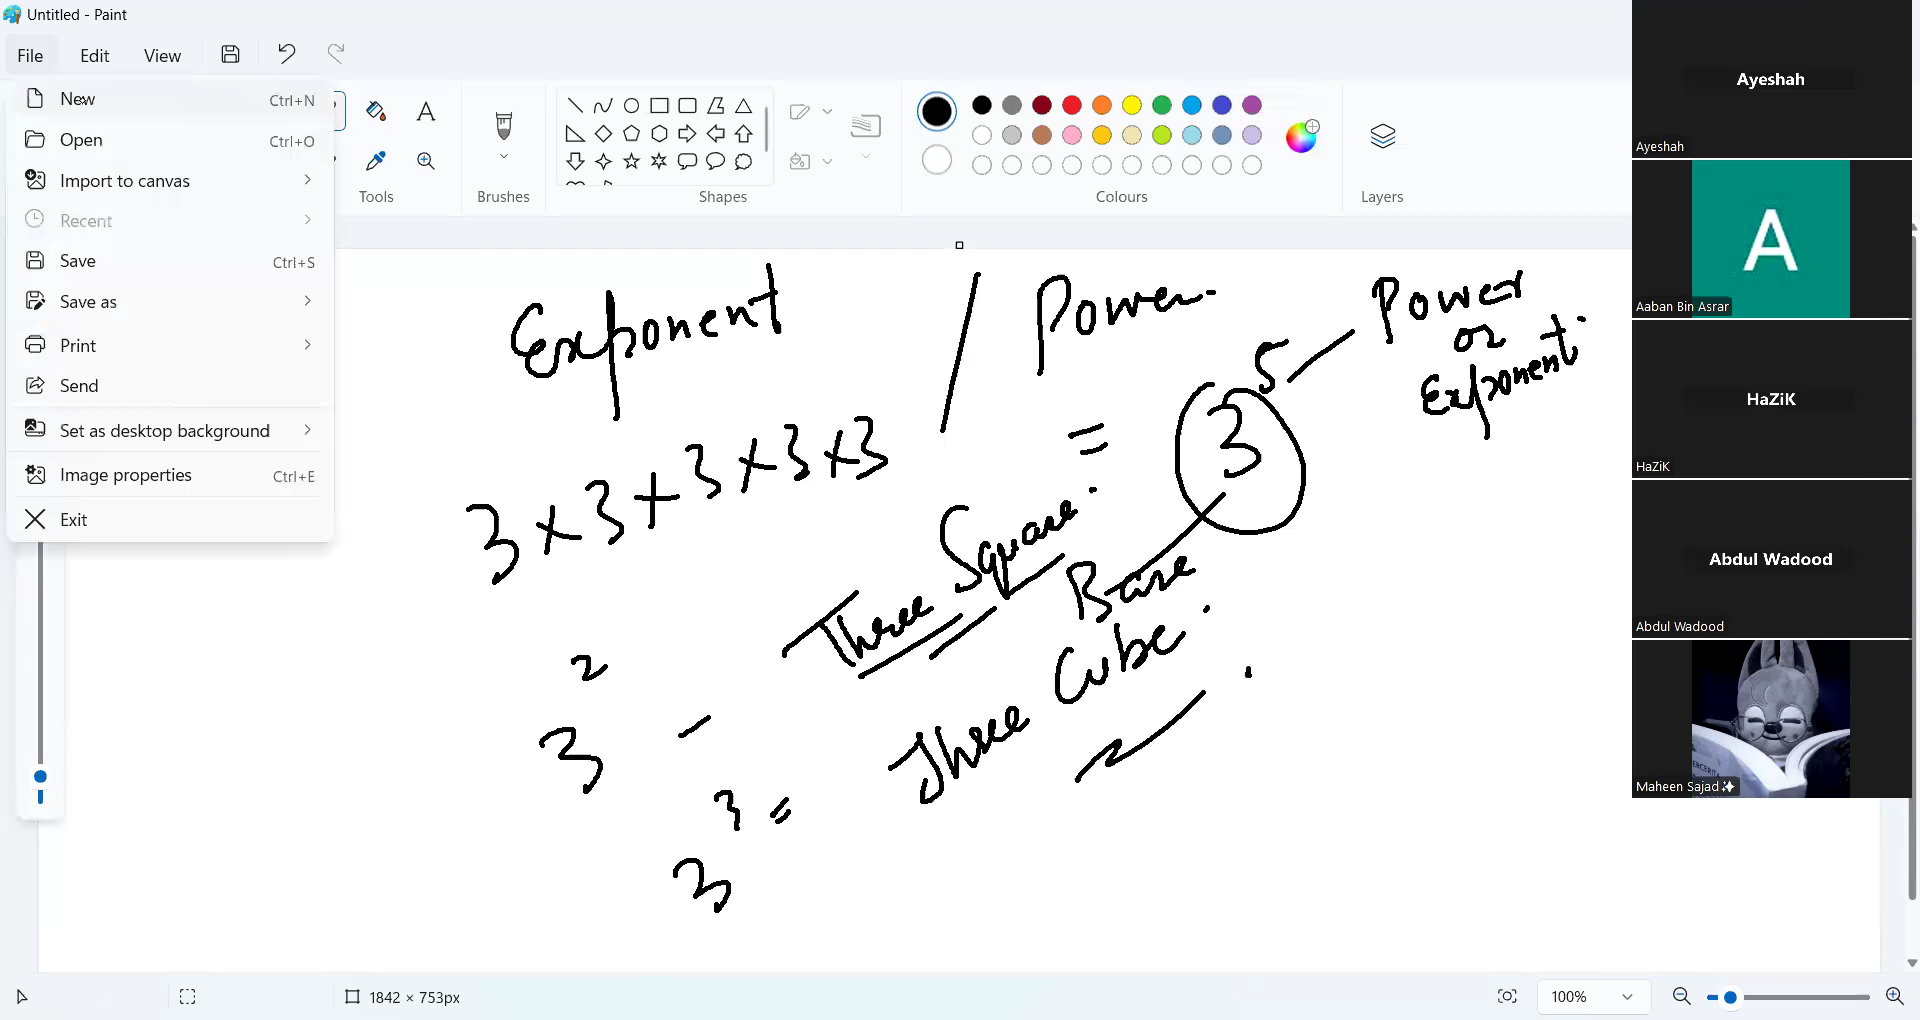 Untitled - Paint
File Edit View
New Ctrl+N
Open Ctrl+O
Import to canvas
Recent
Save Ctrl+S
Save as
Print
Send
Set as desktop background
Image properties Ctrl+E
Exit
A
Tools
Brushes
Shapes
Colours
Layers
Exponent / Power
5 - Power
or
Exponent
3 x 3 x 3 x 3 x 3 = 3
Base
3 2 - Three Square
3 3 = Three Cube
1842 × 753px
100%
Ayeshah
Ayeshah
A
Aaban Bin Asrar
HaZiK
HaZiK
Abdul Wadood
Abdul Wadood
Maheen Sajad✨